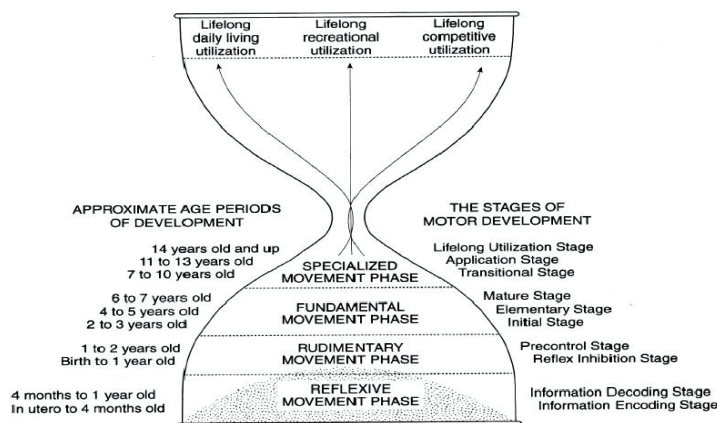 Lifelong daily living utilization
Lifelong recreational utilization
Lifelong competitive utilization
APPROXIMATE AGE PERIODS
OF DEVELOPMENT
THE STAGES OF
MOTOR DEVELOPMENT
14 years old and up
11 to 13 years old
7 to 10 years old
SPECIALIZED
MOVEMENT PHASE
Lifelong Utilization Stage
Application Stage
Transitional Stage
6 to 7 years old
4 to 5 years old
2 to 3 years old
FUNDAMENTAL
MOVEMENT PHASE
Mature Stage
Elementary Stage
Initial Stage
1 to 2 years old
Birth to 1 year old
RUDIMENTARY
MOVEMENT PHASE
Precontrol Stage
Reflex Inhibition Stage
4 months to 1 year old
In utero to 4 months old
REFLEXIVE
MOVEMENT PHASE
Information Decoding Stage
Information Encoding Stage